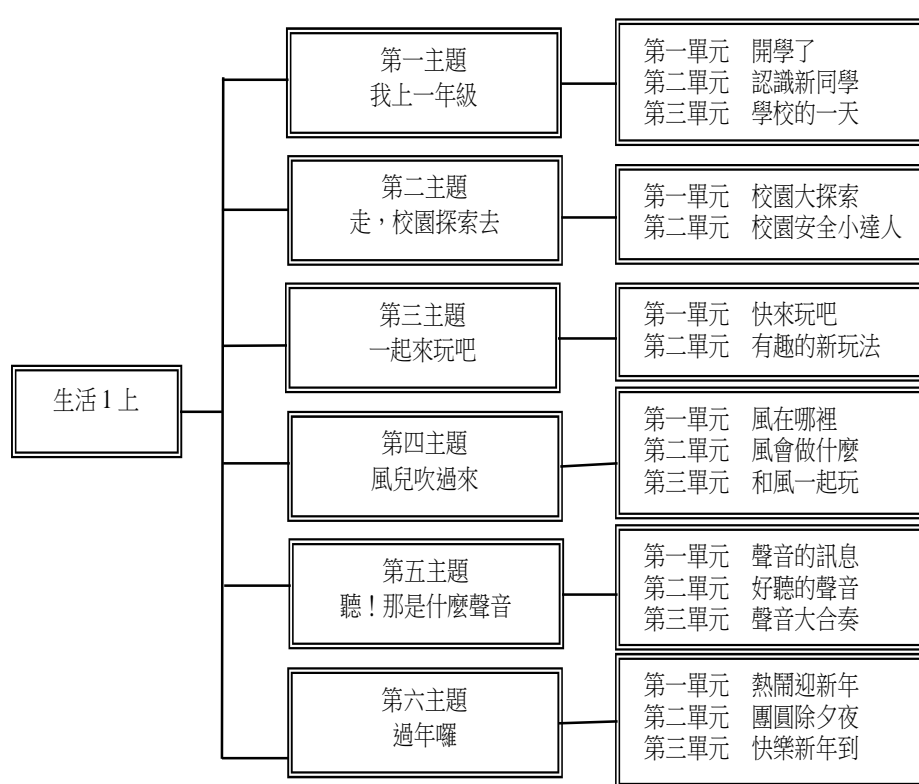 生活1上
第一主題
我上一年級
第一單元　開學了
第二單元　認識新同學
第三單元　學校的一天
第二主題
走，校園探索去
第一單元　校園大探索
第二單元　校園安全小達人
第三主題
一起來玩吧
第一單元　快來玩吧
第二單元　有趣的新玩法
第四主題
風兒吹過來
第一單元　風在哪裡
第二單元　風會做什麼
第三單元　和風一起玩
第五主題
聽！那是什麼聲音
第一單元　聲音的訊息
第二單元　好聽的聲音
第三單元　聲音大合奏
第六主題
過年囉
第一單元　熱鬧迎新年
第二單元　團圓除夕夜
第三單元　快樂新年到